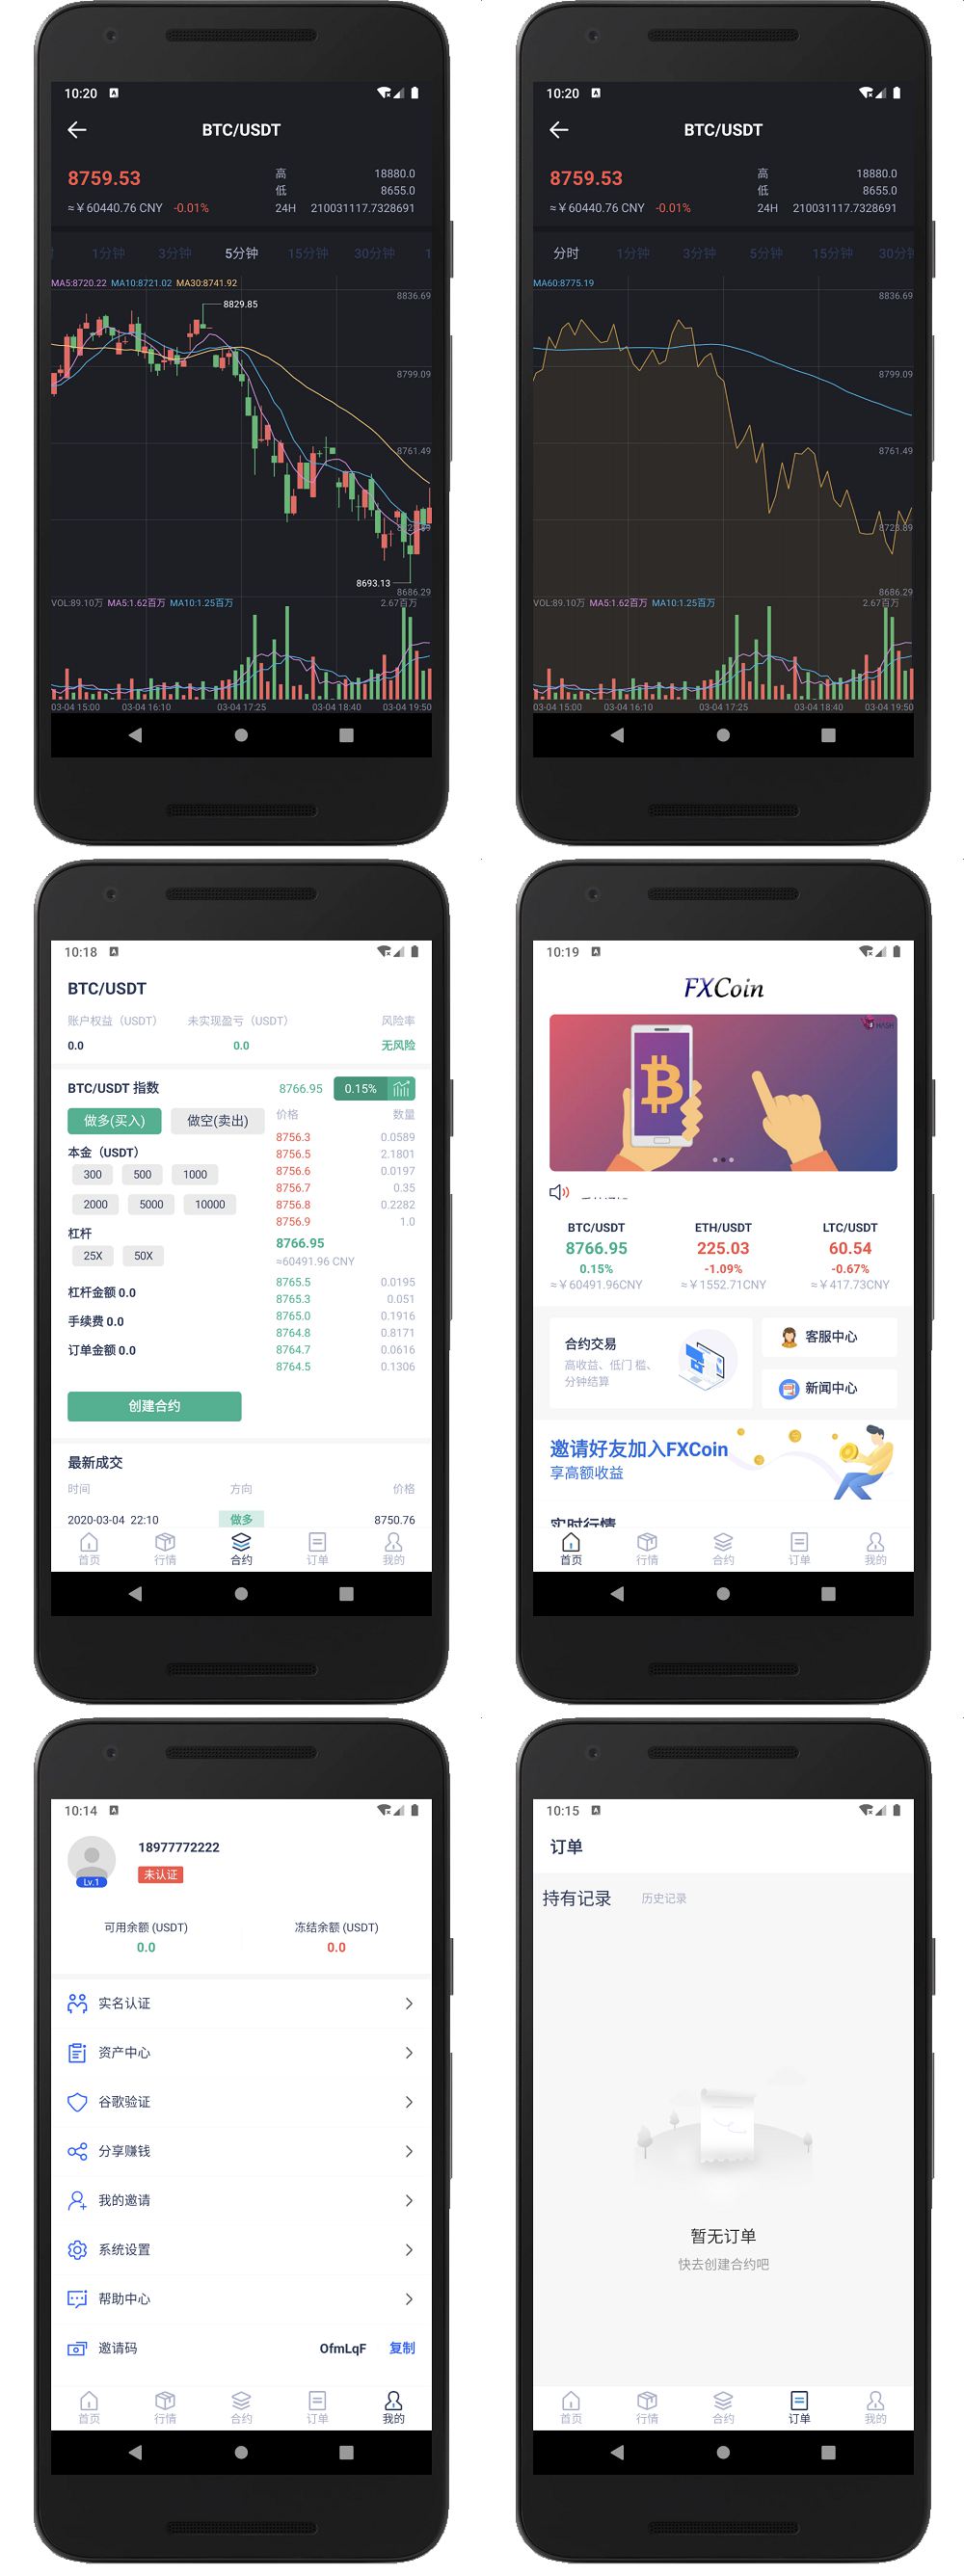 10:20
BTC/USDT
8759.53
≈¥60440.76 CNY -0.01%
高 18880.0
低 8655.0
24H 210031117.7328691
1分钟 3分钟 5分钟 15分钟 30分钟 1
MA5:8720.22 MA10:8721.02 MA30:8741.92
8836.69
8829.85
8799.09
8761.49
8723.89
8693.13
8686.29
VOL:89.10万 MA5:1.62百万 MA10:1.25百万 2.67百万
03-04 15:00 03-04 16:10 03-04 17:25 03-04 18:40 03-04 19:50
10:20
BTC/USDT
8759.53
≈¥60440.76 CNY -0.01%
高 18880.0
低 8655.0
24H 210031117.7328691
分时 1分钟 3分钟 5分钟 15分钟 30分钟
MA60:8775.19
8836.69
8799.09
8761.49
8723.89
8686.29
VOL:89.10万 MA5:1.62百万 MA10:1.25百万 2.67百万
03-04 15:00 03-04 16:10 03-04 17:25 03-04 18:40 03-04 19:50
10:18
BTC/USDT
账户权益（USDT） 未实现盈亏（USDT） 风险率
0.0 0.0 无风险
BTC/USDT 指数 8766.95 0.15%
做多(买入) 做空(卖出)
本金（USDT）
300 500 1000
2000 5000 10000
杠杆
25X 50X
杠杆金额 0.0
手续费 0.0
订单金额 0.0
创建合约
价格 数量
8756.3 0.0589
8756.5 2.1801
8756.6 0.0197
8756.7 0.35
8756.8 0.2282
8756.9 1.0
8766.95
≈60491.96 CNY
8765.5 0.0195
8765.3 0.051
8765.0 0.1916
8764.8 0.8171
8764.7 0.0616
8764.5 0.1306
最新成交
时间 方向 价格
2020-03-04 22:10 做多 8750.76
首页 行情 合约 订单 我的
10:19
FXCoin
HASH
BTC/USDT ETH/USDT LTC/USDT
8766.95 225.03 60.54
0.15% -1.09% -0.67%
≈¥60491.96CNY ≈¥1552.71CNY ≈¥417.73CNY
合约交易
高收益、低门 槛、
分钟结算
客服中心
新闻中心
邀请好友加入FXCoin
享高额收益
实时行情
首页 行情 合约 订单 我的
10:14
18977772222
未认证
Lv.1
可用余额 (USDT) 冻结余额 (USDT)
0.0 0.0
实名认证
资产中心
谷歌验证
分享赚钱
我的邀请
系统设置
帮助中心
邀请码 OfmLqF 复制
首页 行情 合约 订单 我的
10:15
订单
持有记录 历史记录
暂无订单
快去创建合约吧
首页 行情 合约 订单 我的